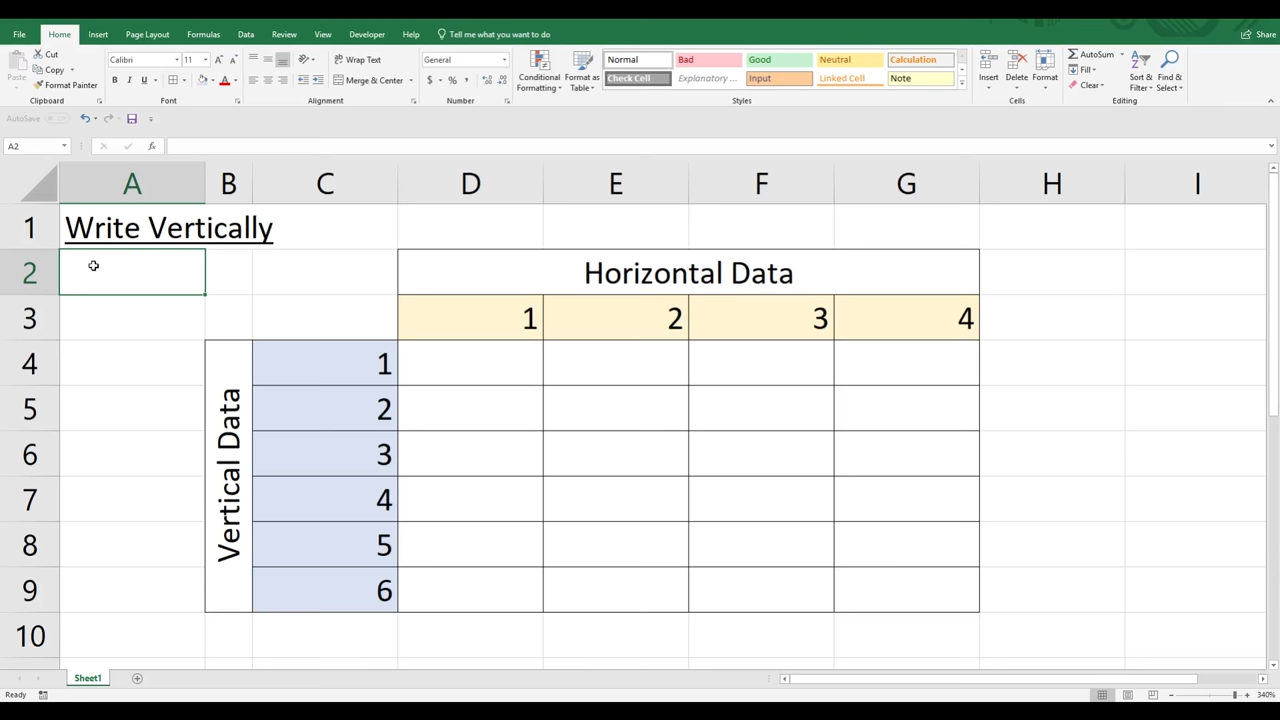 File Home Insert Page Layout Formulas Data Review View Developer Help Tell me what you want to do Share
Paste Cut Copy Format Painter Clipboard
Calibri 11 B I U A Font
Wrap Text Merge & Center Alignment
General $ % , Number
Conditional Formatting Format as Table
Normal Bad Good Neutral Calculation
Check Cell Explanatory ... Input Linked Cell Note
Styles
Insert Delete Format Cells
AutoSum Fill Clear Sort & Filter Find & Select Editing
AutoSave Off
A2 fx
A B C D E F G H I
1 Write Vertically
2 Horizontal Data
3 1 2 3 4
Vertical Data
4 1
5 2
6 3
7 4
8 5
9 6
10
Sheet1
Ready 340%